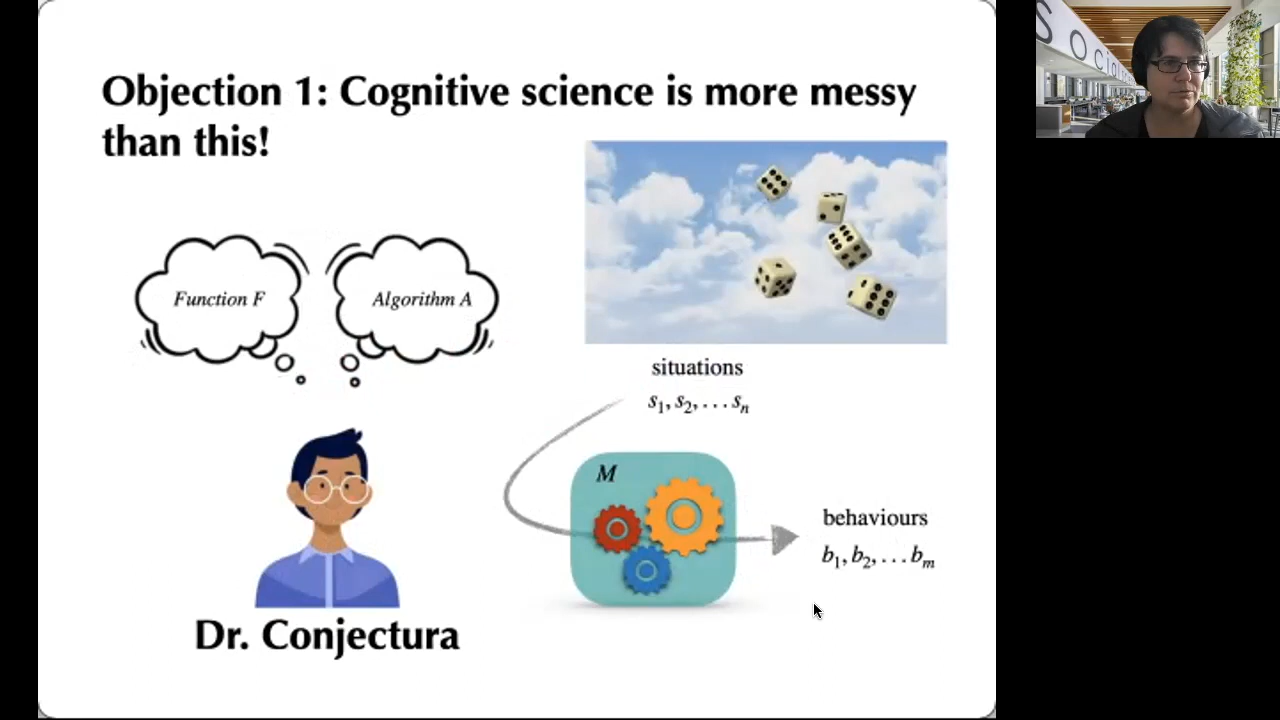 Objection 1: Cognitive science is more messy
than this!
Function F
Algorithm A
situations
s₁, s₂, . . . sₙ
M
behaviours
b₁, b₂, . . . bₘ
Dr. Conjectura